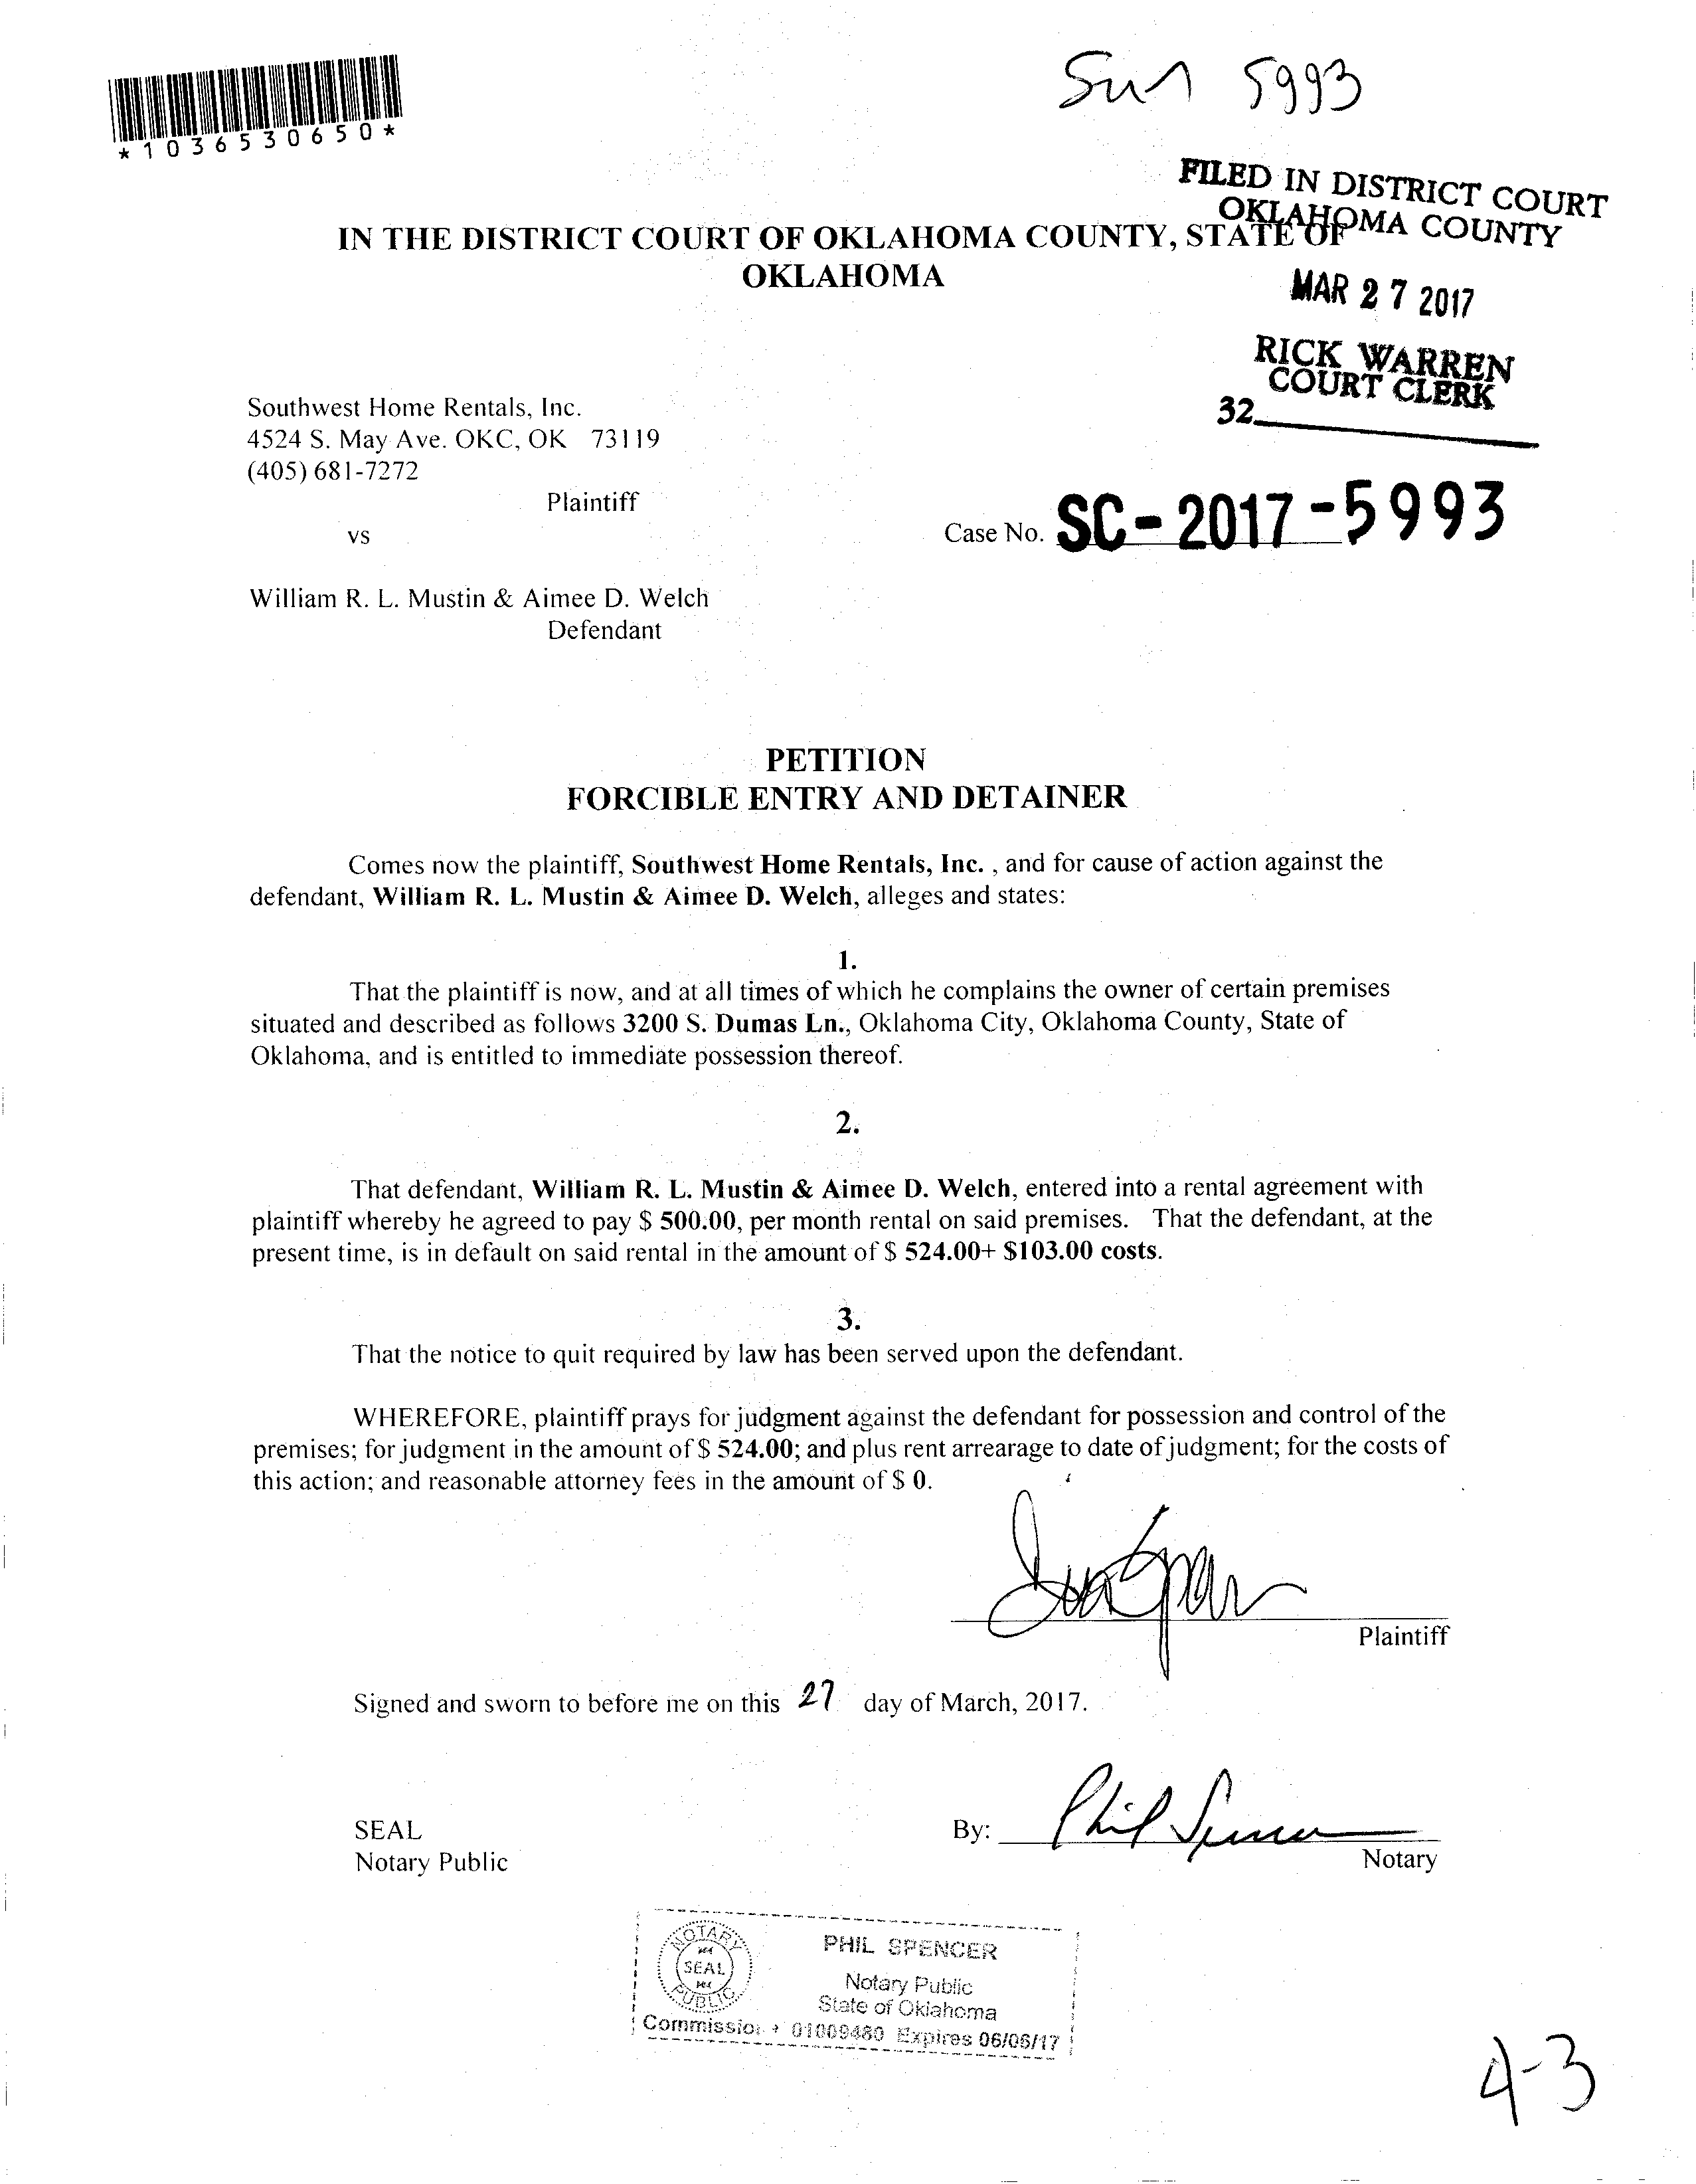 *1036530650*
5993
FILED IN DISTRICT COURT
OKLAHOMA COUNTY
IN THE DISTRICT COURT OF OKLAHOMA COUNTY, STATE OF
OKLAHOMA
MAR 27 2017
RICK WARREN
COURT CLERK
32
Southwest Home Rentals, Inc.
4524 S. May Ave. OKC, OK 73119
(405) 681-7272
Plaintiff
vs
Case No. SC-2017-5993
William R. L. Mustin & Aimee D. Welch
Defendant
PETITION
FORCIBLE ENTRY AND DETAINER
Comes now the plaintiff, Southwest Home Rentals, Inc. , and for cause of action against the
defendant, William R. L. Mustin & Aimee D. Welch, alleges and states:
1.
That the plaintiff is now, and at all times of which he complains the owner of certain premises
situated and described as follows 3200 S. Dumas Ln., Oklahoma City, Oklahoma County, State of
Oklahoma, and is entitled to immediate possession thereof.
2.
That defendant, William R. L. Mustin & Aimee D. Welch, entered into a rental agreement with
plaintiff whereby he agreed to pay $ 500.00, per month rental on said premises. That the defendant, at the
present time, is in default on said rental in the amount of $ 524.00+ $103.00 costs.
3.
That the notice to quit required by law has been served upon the defendant.
WHEREFORE, plaintiff prays for judgment against the defendant for possession and control of the
premises; for judgment in the amount of $ 524.00; and plus rent arrearage to date of judgment; for the costs of
this action; and reasonable attorney fees in the amount of $ 0.
Plaintiff
Signed and sworn to before me on this 27 day of March, 2017.
SEAL
Notary Public
By: Phil Spencer
Notary
NOTARY
SEAL
PUBLIC
PHIL SPENCER
Notary Public
State of Oklahoma
Commission # 01009480 Expires 06/06/17
4-3